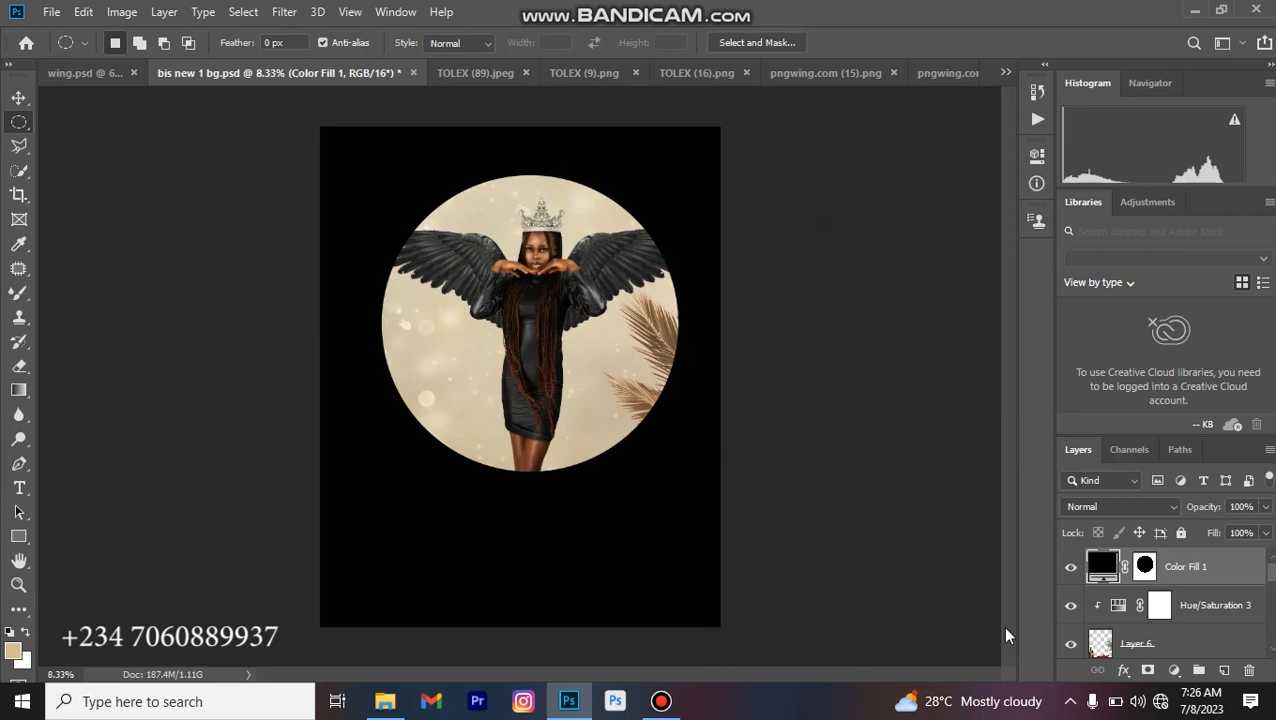 Ps File Edit Image Layer Type Select Filter 3D View Window Help
www.BANDICAM.com
Feather: 0 px Anti-alias Style: Normal Width: Height: Select and Mask...
wing.psd @ 6... × bis new 1 bg.psd @ 8.33% (Color Fill 1, RGB/16*) * × TOLEX (89).jpeg × TOLEX (9).png × TOLEX (16).png × pngwing.com (15).png × pngwing.com
Histogram Navigator
Libraries Adjustments
Search Libraries and Adobe Stock
View by type
To use Creative Cloud libraries, you
need to be logged into a Creative Cloud
account.
-- KB
Layers Channels Paths
Kind
Normal Opacity: 100%
Lock: Fill: 100%
Color Fill 1
Hue/Saturation 3
Layer 6
+234 7060889937
8.33% Doc: 187.4M/1.11G
Type here to search
Pr Ps Ps
28°C Mostly cloudy
7:26 AM
7/8/2023